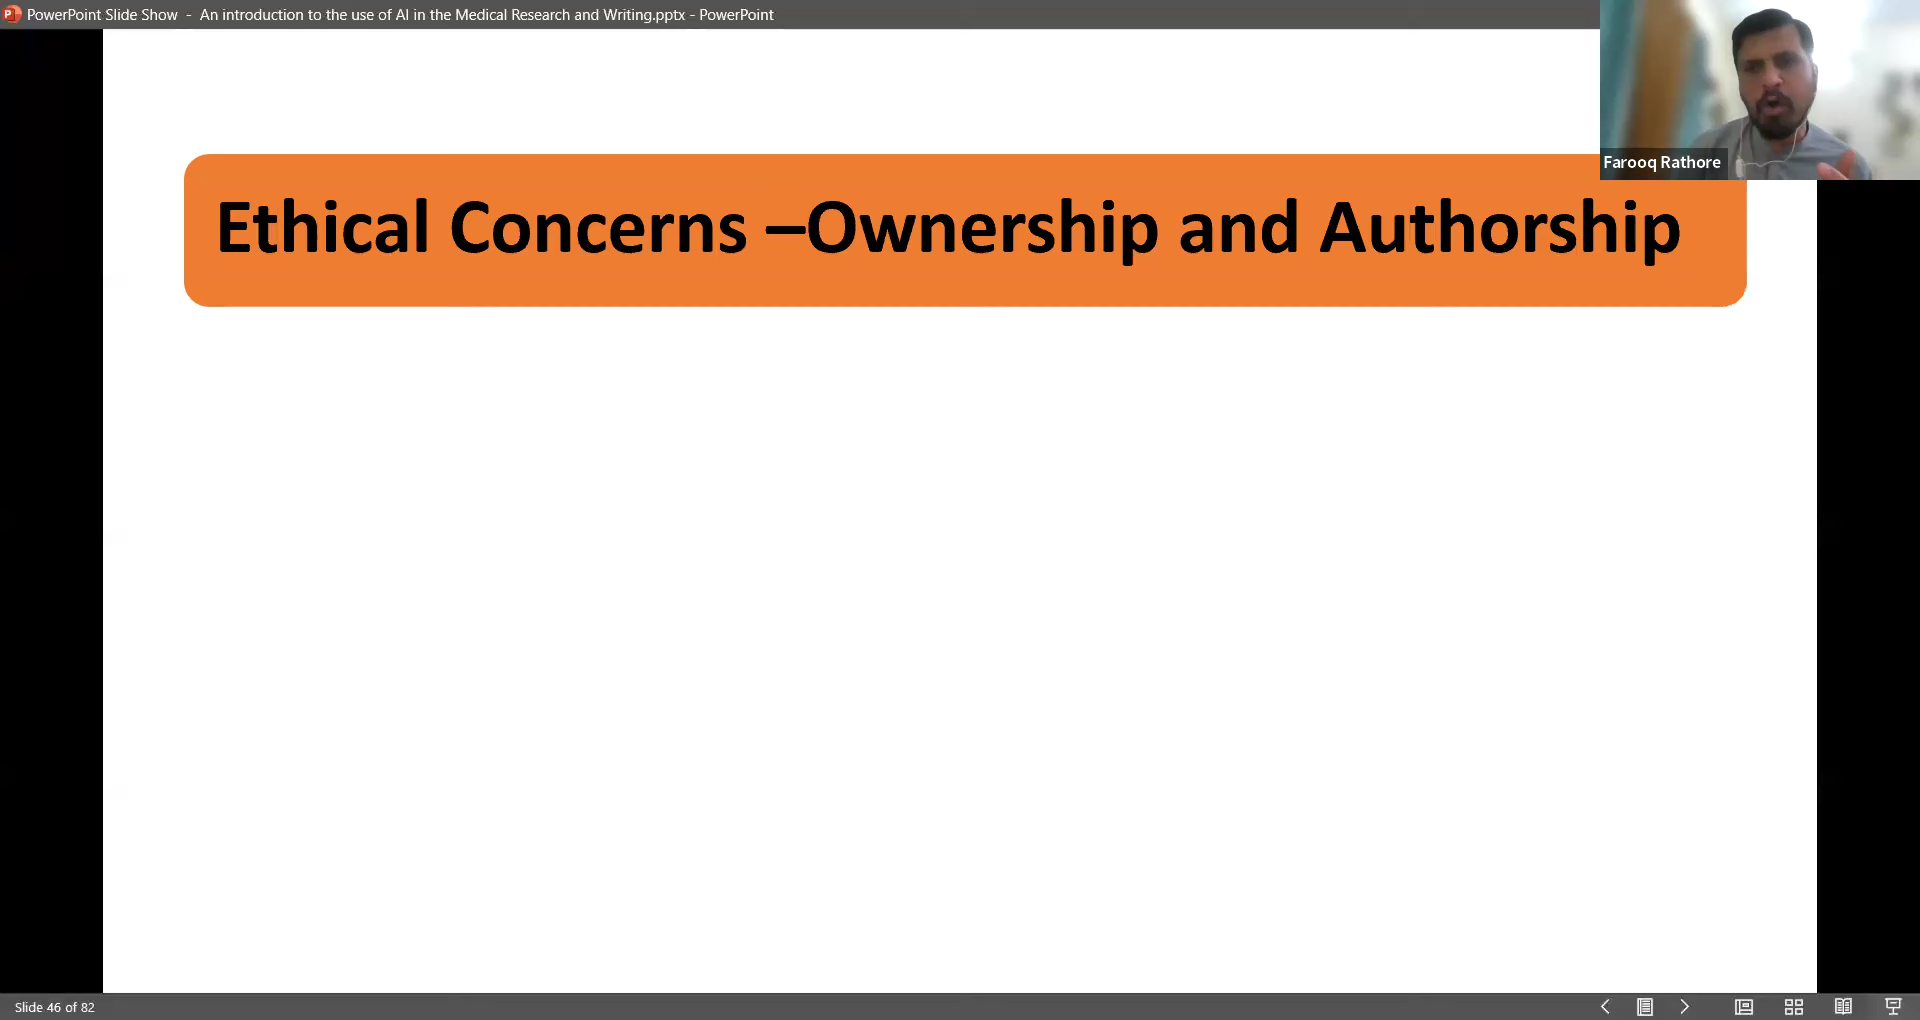 PowerPoint Slide Show - An introduction to the use of AI in the Medical Research and Writing.pptx - PowerPoint
Farooq Rathore
Ethical Concerns –Ownership and Authorship
Slide 46 of 82